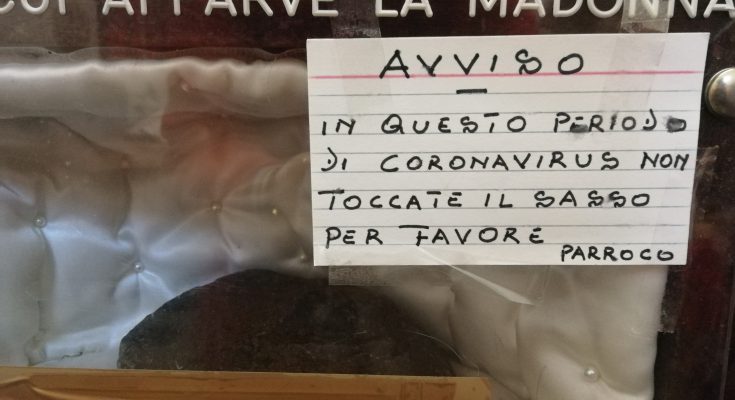 CUI APPARVE LA MADONNA
AVVISO
IN QUESTO PERIODO
DI CORONAVIRUS NON
TOCCATE IL SASSO
PER FAVORE
PARROCO